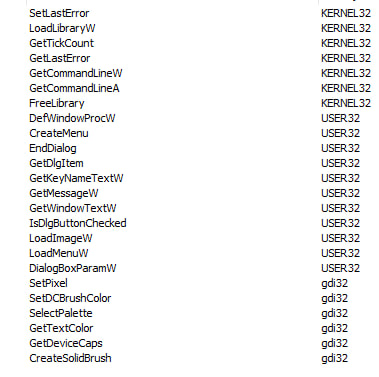 SetLastError KERNEL32
LoadLibraryW KERNEL32
GetTickCount KERNEL32
GetLastError KERNEL32
GetCommandLineW KERNEL32
GetCommandLineA KERNEL32
FreeLibrary KERNEL32
DefWindowProcW USER32
CreateMenu USER32
EndDialog USER32
GetDlgItem USER32
GetKeyNameTextW USER32
GetMessageW USER32
GetWindowTextW USER32
IsDlgButtonChecked USER32
LoadImageW USER32
LoadMenuW USER32
DialogBoxParamW USER32
SetPixel gdi32
SetDCBrushColor gdi32
SelectPalette gdi32
GetTextColor gdi32
GetDeviceCaps gdi32
CreateSolidBrush gdi32